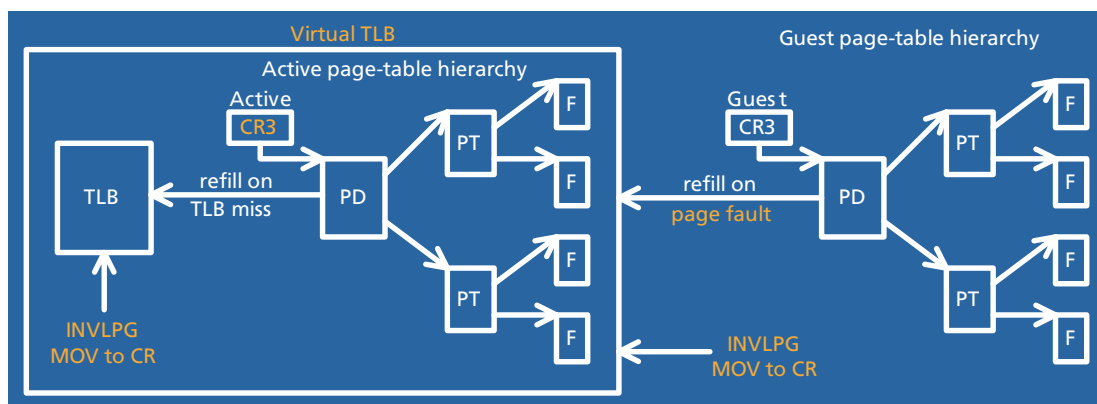 Virtual TLB
Guest page-table hierarchy
Active page-table hierarchy
Active
CR3
PT
F
F
TLB
refill on
TLB miss
PD
PT
F
F
INVLPG
MOV to CR
Guest
CR3
PT
F
F
refill on
page fault
PD
PT
F
F
INVLPG
MOV to CR